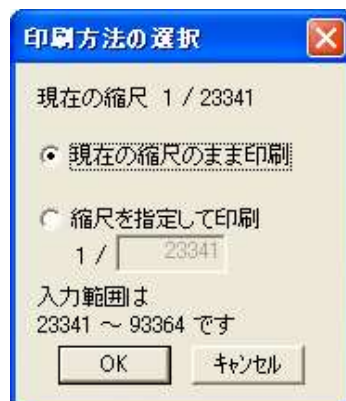 印刷方法の選択
現在の縮尺 1 / 23341
現在の縮尺のまま印刷
縮尺を指定して印刷
1 / 23341
入力範囲は
23341 ～ 93364 です
OK キャンセル